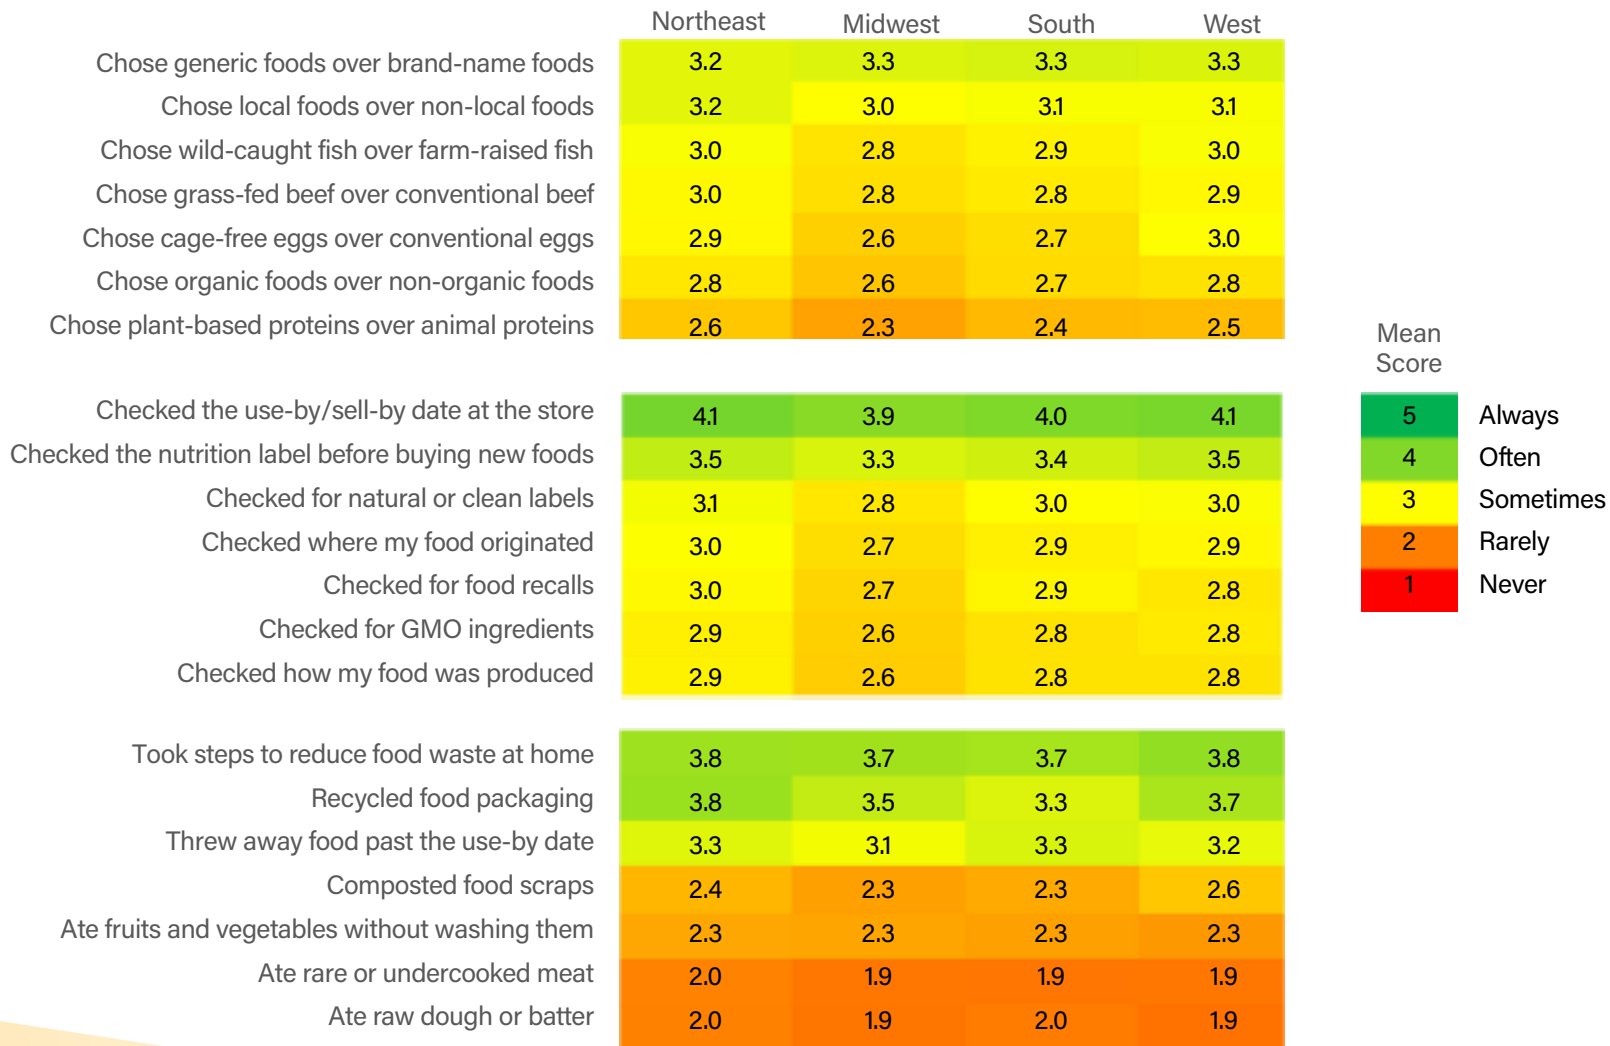 Northeast Midwest South West
Chose generic foods over brand-name foods 3.2 3.3 3.3 3.3
Chose local foods over non-local foods 3.2 3.0 3.1 3.1
Chose wild-caught fish over farm-raised fish 3.0 2.8 2.9 3.0
Chose grass-fed beef over conventional beef 3.0 2.8 2.8 2.9
Chose cage-free eggs over conventional eggs 2.9 2.6 2.7 3.0
Chose organic foods over non-organic foods 2.8 2.6 2.7 2.8
Chose plant-based proteins over animal proteins 2.6 2.3 2.4 2.5
Checked the use-by/sell-by date at the store 4.1 3.9 4.0 4.1
Checked the nutrition label before buying new foods 3.5 3.3 3.4 3.5
Checked for natural or clean labels 3.1 2.8 3.0 3.0
Checked where my food originated 3.0 2.7 2.9 2.9
Checked for food recalls 3.0 2.7 2.9 2.8
Checked for GMO ingredients 2.9 2.6 2.8 2.8
Checked how my food was produced 2.9 2.6 2.8 2.8
Took steps to reduce food waste at home 3.8 3.7 3.7 3.8
Recycled food packaging 3.8 3.5 3.3 3.7
Threw away food past the use-by date 3.3 3.1 3.3 3.2
Composted food scraps 2.4 2.3 2.3 2.6
Ate fruits and vegetables without washing them 2.3 2.3 2.3 2.3
Ate rare or undercooked meat 2.0 1.9 1.9 1.9
Ate raw dough or batter 2.0 1.9 2.0 1.9
Mean
Score
5 Always
4 Often
3 Sometimes
2 Rarely
1 Never